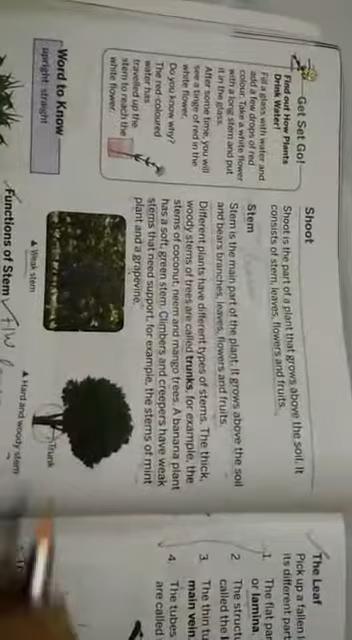 Get Set Go!
Find out How Plants
Drink Water!
Fill a glass with water and
add a few drops of red
colour. Take a white flower
with a long stem and put
it in the glass.
After some time, you will
see a tinge of red in the
white flower.
Do you know why?
The red coloured
water has
travelled up the
stem to reach the
white flower.
Word to Know
upright: straight
Shoot
Shoot is the part of a plant that grows above the soil. It
consists of stem, leaves, flowers and fruits.
Stem
Stem is the main part of the plant. It grows above the soil
and bears branches, leaves, flowers and fruits.
Different plants have different types of stems. The thick,
woody stems of trees are called trunks, for example, the
stems of coconut, neem and mango trees. A banana plant
has a soft, green stem. Climbers and creepers have weak
stems that need support, for example, the stems of mint
plant and a grapevine.
▲ Weak stem
Trunk
▲ Hard and woody stem
Functions of Stem
The Leaf
Pick up a fallen
its different par
1. The flat par
or lamina
2. The struct
called the
3. The thin tu
main vein
4. The tubes
are called